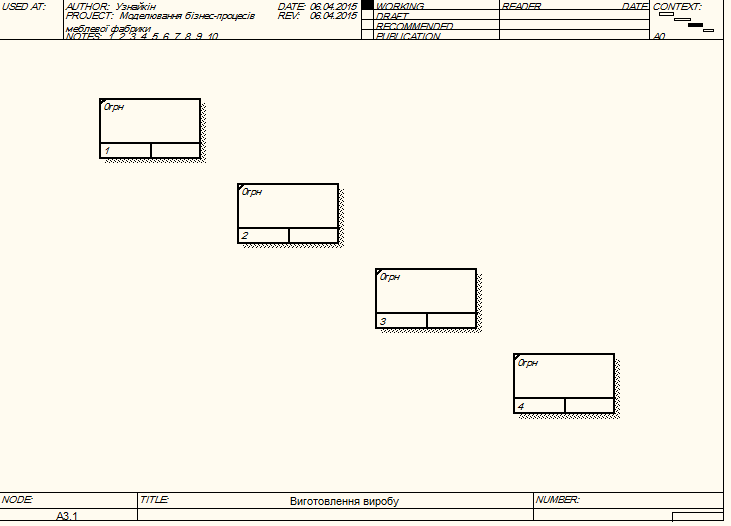 USED AT: AUTHOR: Узнайкін DATE: 06.04.2015 WORKING READER DATE CONTEXT:
PROJECT: Моделювання бізнес-процесів REV: 06.04.2015 DRAFT
меблевої фабрики RECOMMENDED
NOTES: 1 2 3 4 5 6 7 8 9 10 PUBLICATION A0
0грн
1
0грн
2
0грн
3
0грн
4
NODE: TITLE: Виготовлення виробу NUMBER:
A3.1